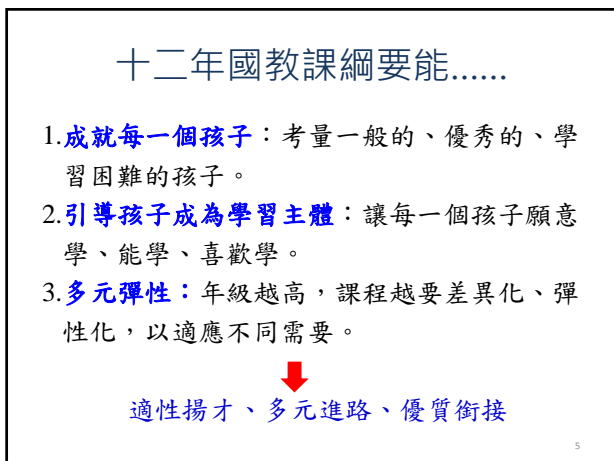 十二年國教課綱要能......
1.成就每一個孩子：考量一般的、優秀的、學
習困難的孩子。
2.引導孩子成為學習主體：讓每一個孩子願意
學、能學、喜歡學。
3.多元彈性：年級越高，課程越要差異化、彈
性化，以適應不同需要。
適性揚才、多元進路、優質銜接
5